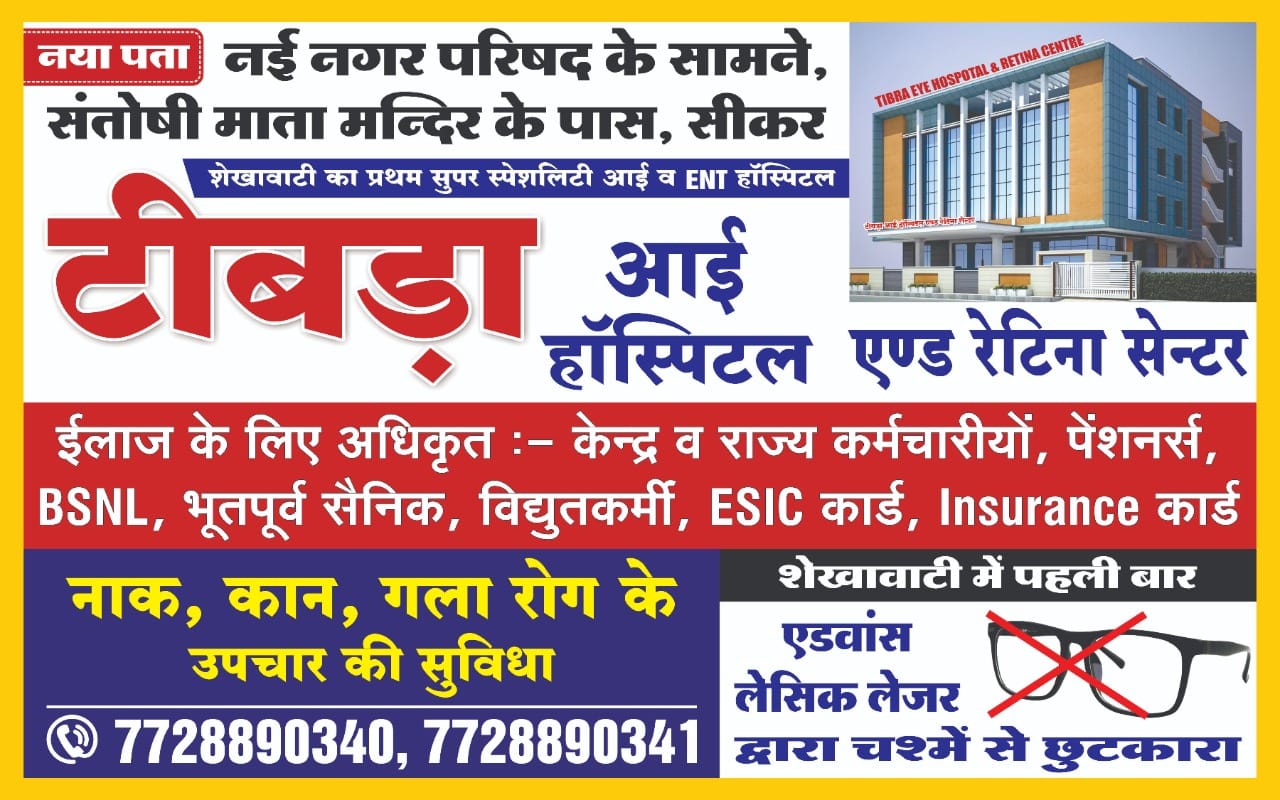 नया पता
नई नगर परिषद के सामने,
संतोषी माता मन्दिर के पास, सीकर
शेखावाटी का प्रथम सुपर स्पेशलिटी आई व ENT हॉस्पिटल
TIBRA EYE HOSPOTAL & RETINA CENTRE
टीबड़ा
आई
हॉस्पिटल
एण्ड रेटिना सेन्टर
ईलाज के लिए अधिकृत :– केन्द्र व राज्य कर्मचारीयों, पेंशनर्स,
BSNL, भूतपूर्व सैनिक, विद्युतकर्मी, ESIC कार्ड, Insurance कार्ड
नाक, कान, गला रोग के
उपचार की सुविधा
7728890340, 7728890341
शेखावाटी में पहली बार
एडवांस
लेसिक लेजर
द्वारा चश्में से छुटकारा